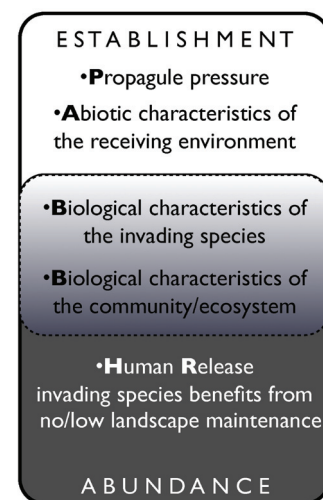 ESTABLISHMENT
•Propagule pressure
•Abiotic characteristics of
the receiving environment
•Biological characteristics of
the invading species
•Biological characteristics of
the community/ecosystem
•Human Release
invading species benefits from
no/low landscape maintenance
ABUNDANCE